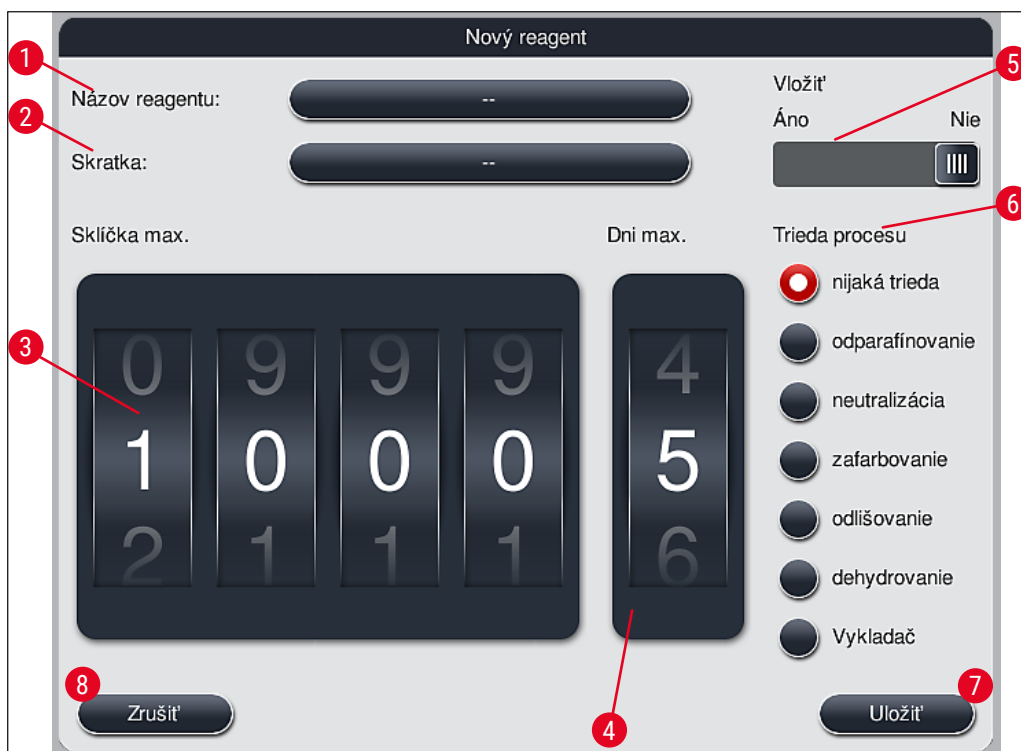 Nový reagent
1
Názov reagentu:
--
Vložiť
5
2
Áno Nie
Skratka:
--
6
Sklíčka max.
Dni max.
Trieda procesu
nijaká trieda
3
0 9 9 9 4
odparafínovanie
neutralizácia
1 0 0 0 5
zafarbovanie
odlišovanie
2 1 1 1 6
dehydrovanie
Vykladač
8
Zrušiť
4
7
Uložiť